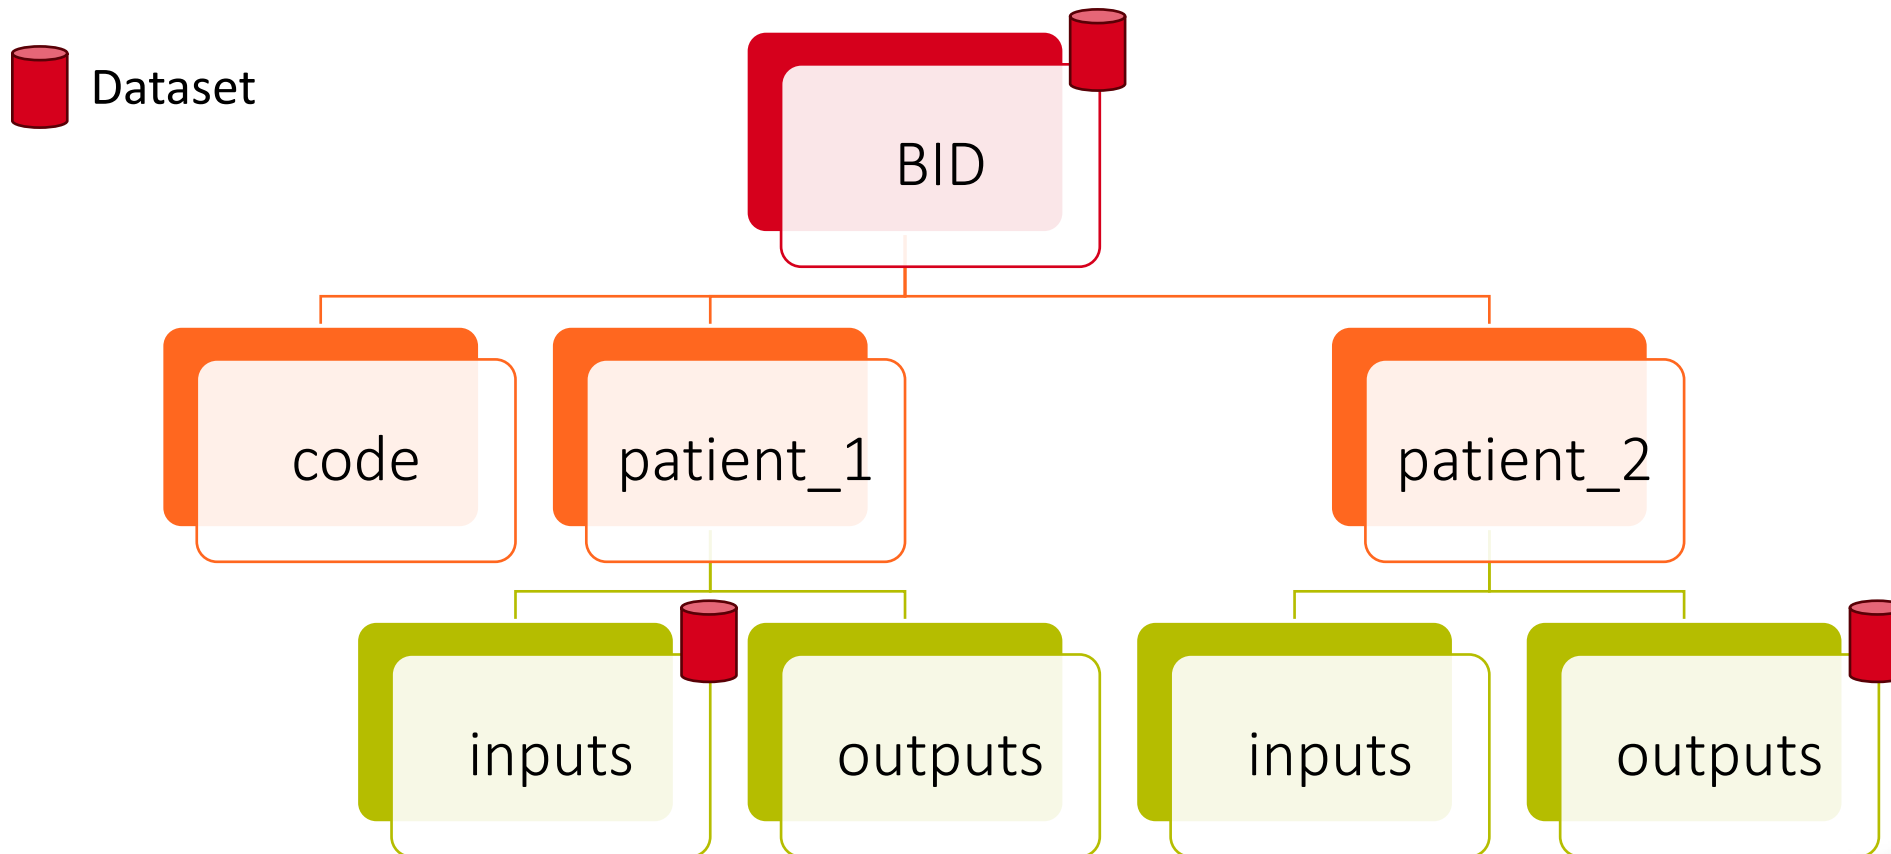 Dataset
BID
code
patient_1
patient_2
inputs
outputs
inputs
outputs